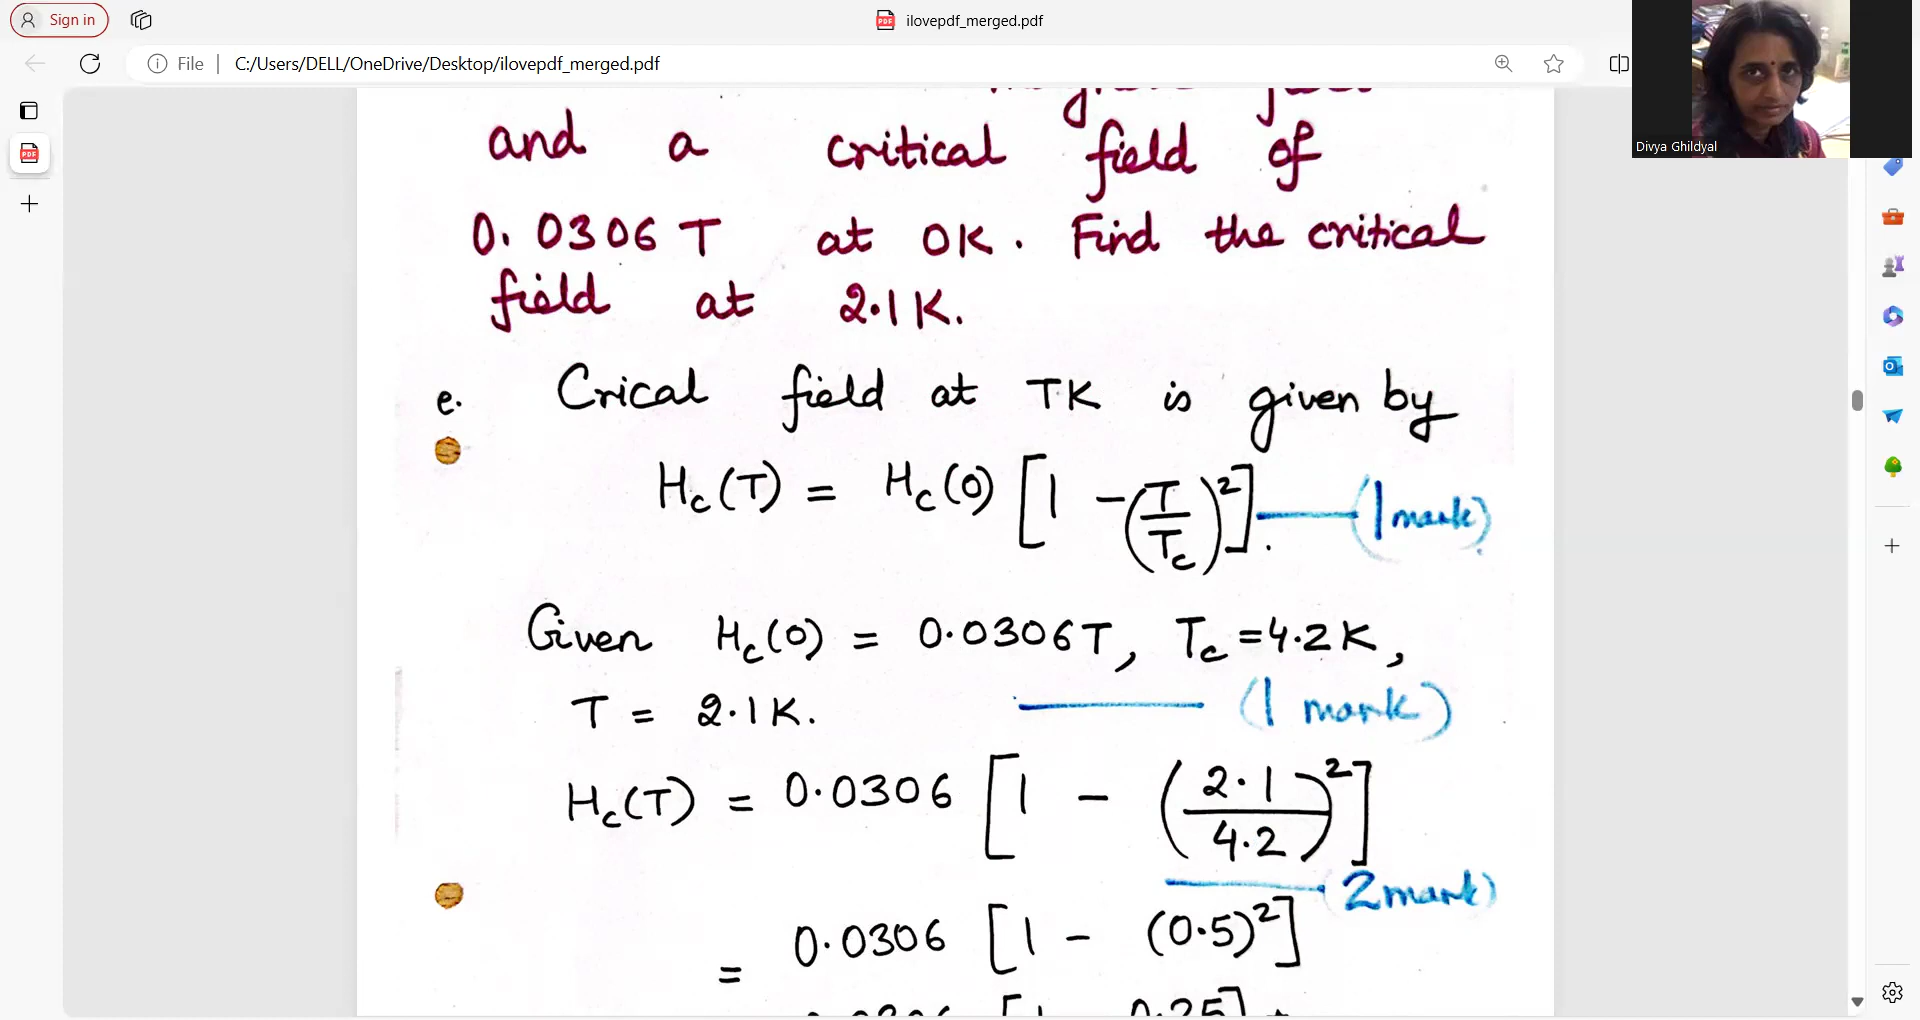 Sign in
ilovepdf_merged.pdf
File
C:/Users/DELL/OneDrive/Desktop/ilovepdf_merged.pdf
Divya Ghildyal
and a critical field of
0.0306 T at 0K. Find the critical
field at 2.1K.
e. Crical field at TK is given by
Hc(T) = Hc(0) [1 - (T/Tc)²]. (1 mark)
Given Hc(0) = 0.0306T, Tc = 4.2K,
T = 2.1K. (1 mark)
Hc(T) = 0.0306 [1 - (2.1/4.2)²]
(2 mark)
= 0.0306 [1 - (0.5)²]